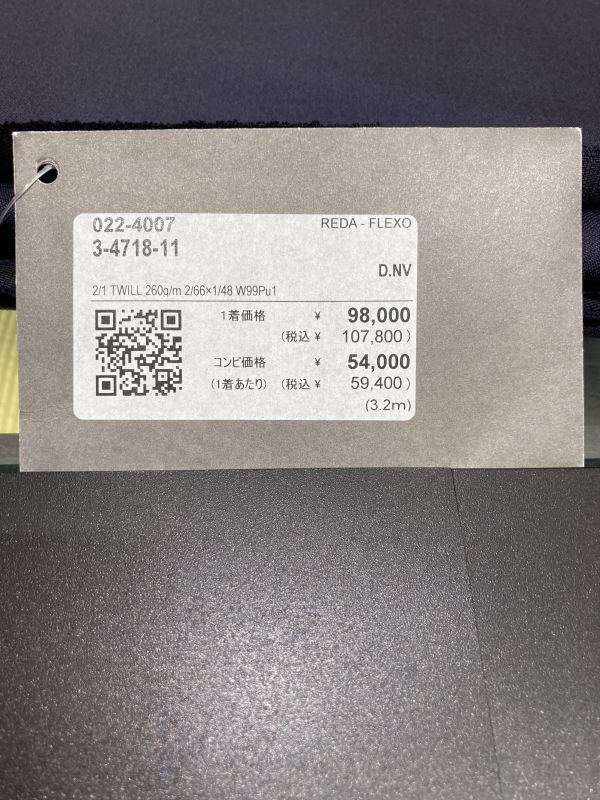 022-4007 REDA - FLEXO
3-4718-11
D.NV
2/1 TWILL 260g/m 2/66×1/48 W99Pu1
1着価格 ¥ 98,000
(税込 ¥ 107,800 )
コンビ価格 ¥ 54,000
(1着あたり) (税込 ¥ 59,400 )
(3.2m)